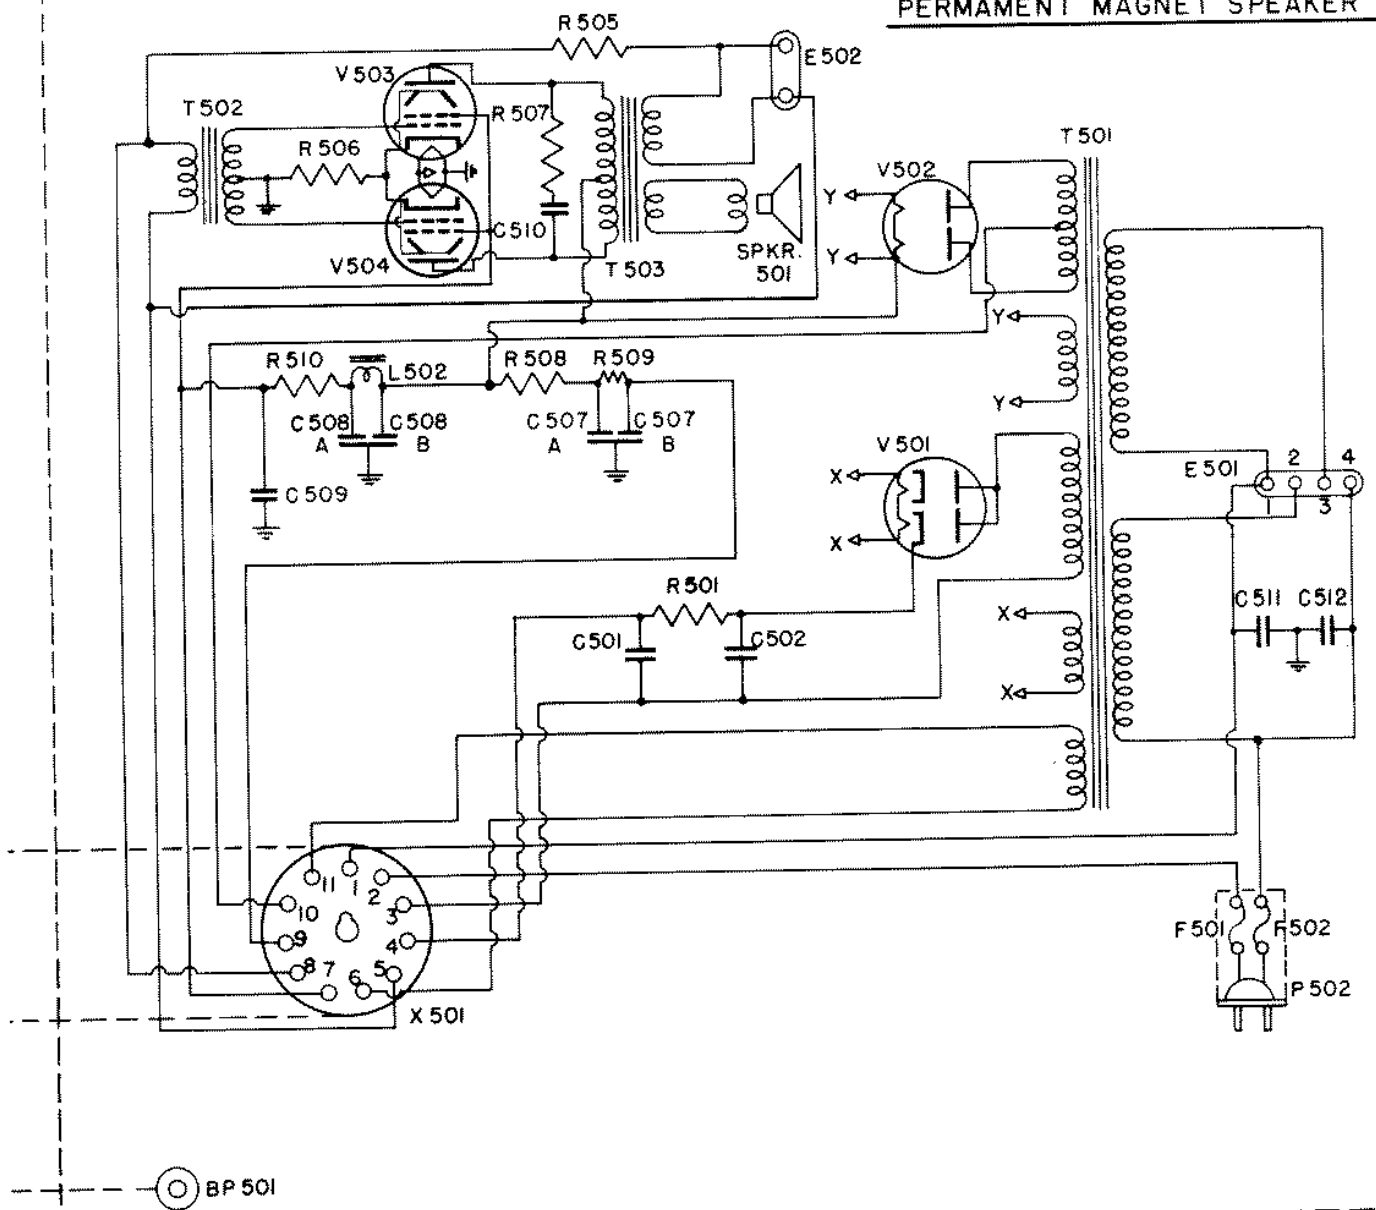 PERMAMENT MAGNET SPEAKER
R505
E502
V503
T502
R507
T501
R506
V502
Y
C510
SPKR.
501
V504
T503
Y
Y
R510
L502
R508
R509
Y
C508
A
C508
B
C507
A
C507
B
V501
2
4
E501
X
1
3
C509
X
R501
C511
C512
X
C501
C502
X
11
1
2
10
3
9
4
8
7
6
5
F501
F502
X501
P502
BP501